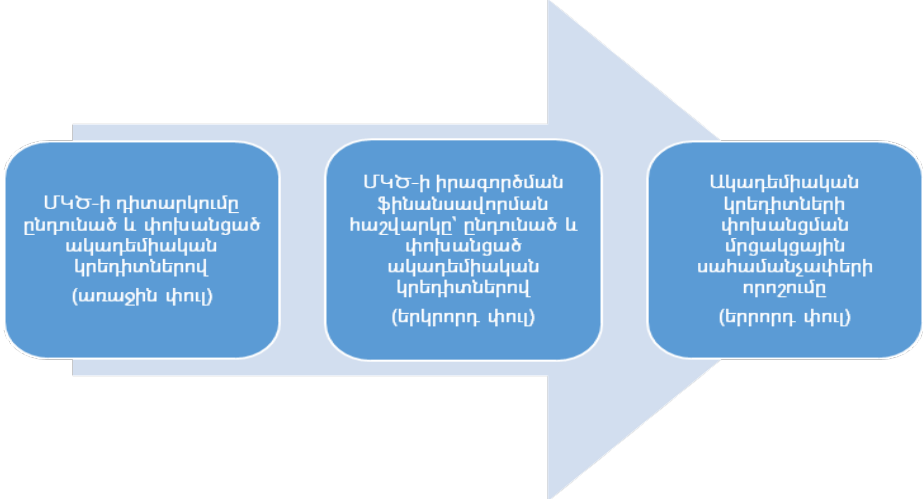 ՄԿԾ-ի դիտարկումը
ընդունած և փոխանցած
ակադեմիական
կրեդիտներով
(առաջին փուլ)
ՄԿԾ-ի իրագործման
ֆինանսավորման
հաշվարկը՝ ընդունած և
փոխանցած
ակադեմիական
կրեդիտներով
(երկրորդ փուլ)
Ակադեմիական
կրեդիտների
փոխանցման
մրցակցային
սահամանչափերի
որոշումը
(երրորդ փուլ)